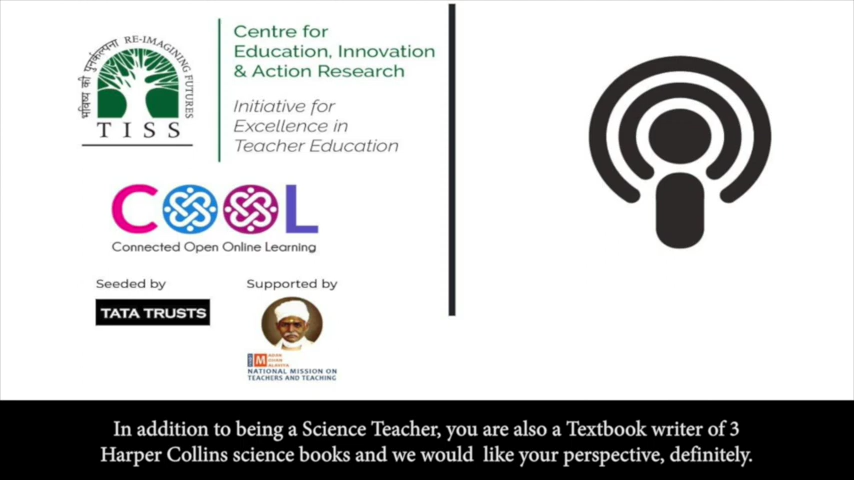 Centre for
Education, Innovation
& Action Research
Initiative for
Excellence in
Teacher Education
भविष्य की पुनर्कल्पना RE-IMAGINING FUTURES
TISS
COOL
Connected Open Online Learning
Seeded by
TATA TRUSTS
Supported by
NATIONAL MISSION ON
TEACHERS AND TEACHING
In addition to being a Science Teacher, you are also a Textbook writer of 3
Harper Collins science books and we would like your perspective, definitely.